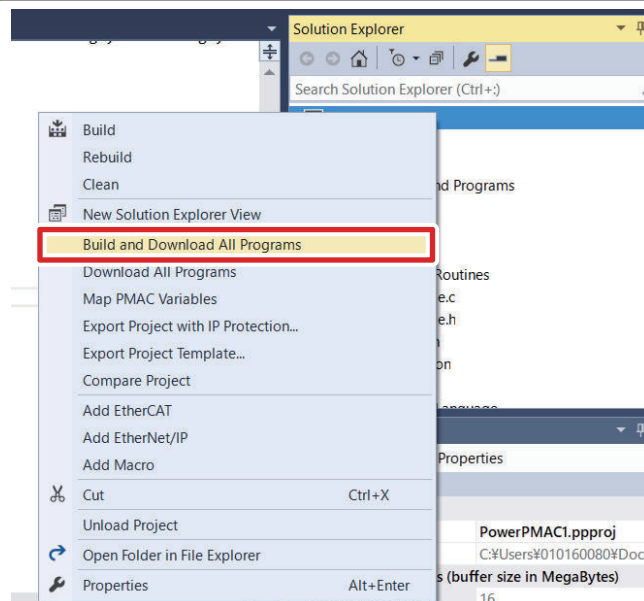 Solution Explorer
Search Solution Explorer (Ctrl+:)
Build
Rebuild
Clean
nd Programs
New Solution Explorer View
Build and Download All Programs
Download All Programs
Routines
Map PMAC Variables
e.c
Export Project with IP Protection...
e.h
Export Project Template...
on
Compare Project
Language
Add EtherCAT
Add EtherNet/IP
Add Macro
Properties
Cut Ctrl+X
Unload Project
PowerPMAC1.ppproj
Open Folder in File Explorer
C:¥Users¥010160080¥Doc
Properties Alt+Enter
s (buffer size in MegaBytes)
16